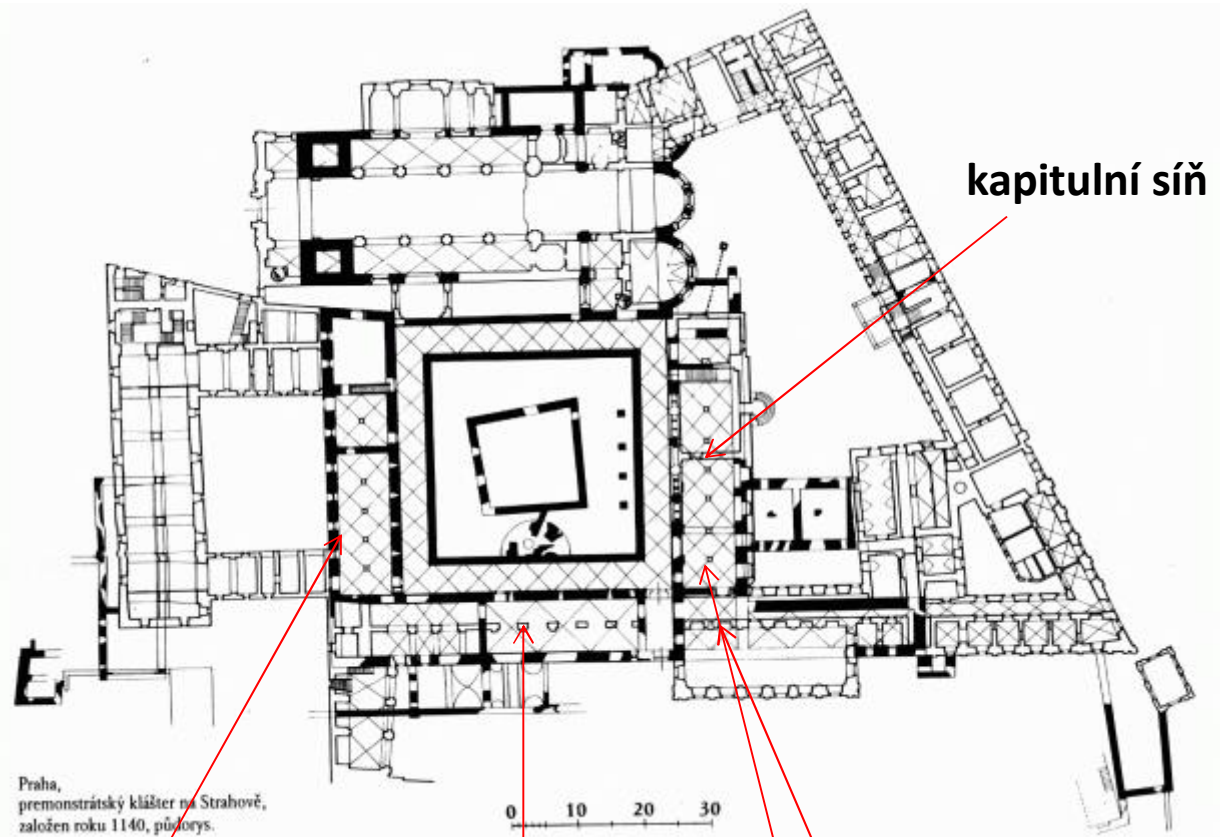 kapitulní síň
Praha,
premonstrátský klášter na Strahově,
založen roku 1140, půdorys.
0 10 20 30